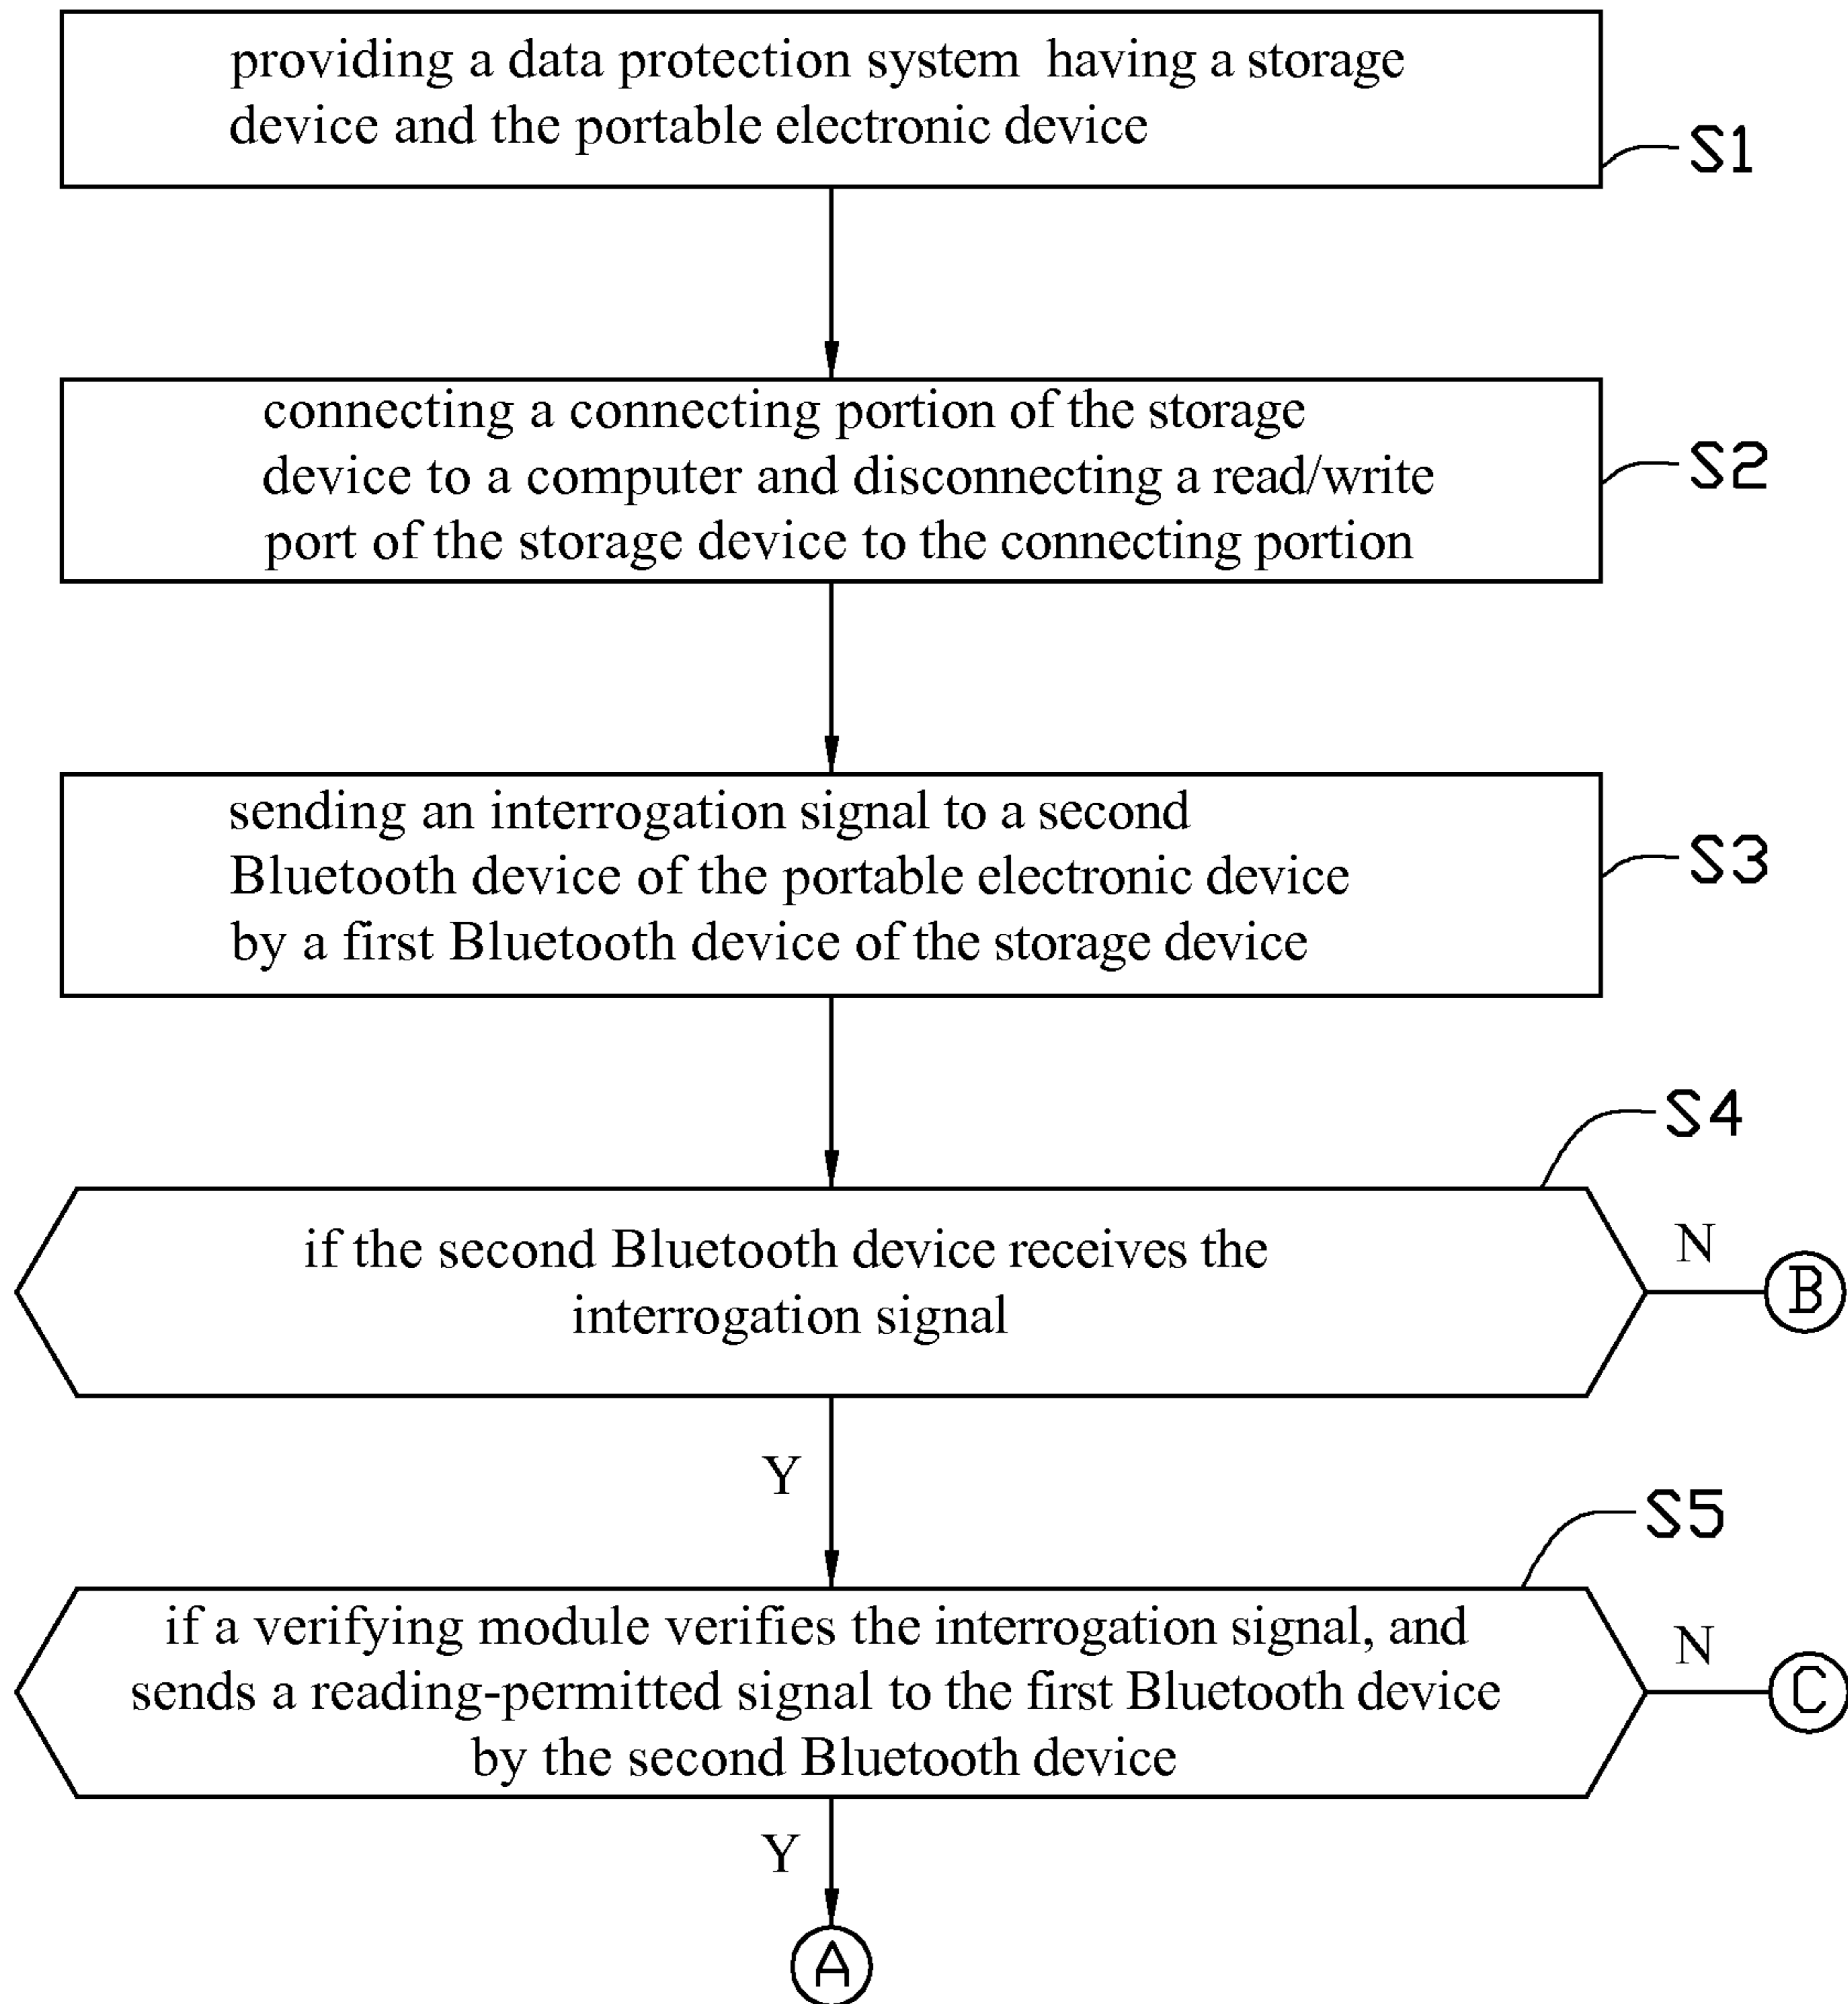 providing a data protection system having a storage
device and the portable electronic device
S1
connecting a connecting portion of the storage
device to a computer and disconnecting a read/write
port of the storage device to the connecting portion
S2
sending an interrogation signal to a second
Bluetooth device of the portable electronic device
by a first Bluetooth device of the storage device
S3
S4
if the second Bluetooth device receives the
interrogation signal
N
B
Y
S5
if a verifying module verifies the interrogation signal, and
sends a reading-permitted signal to the first Bluetooth device
by the second Bluetooth device
N
C
Y
A